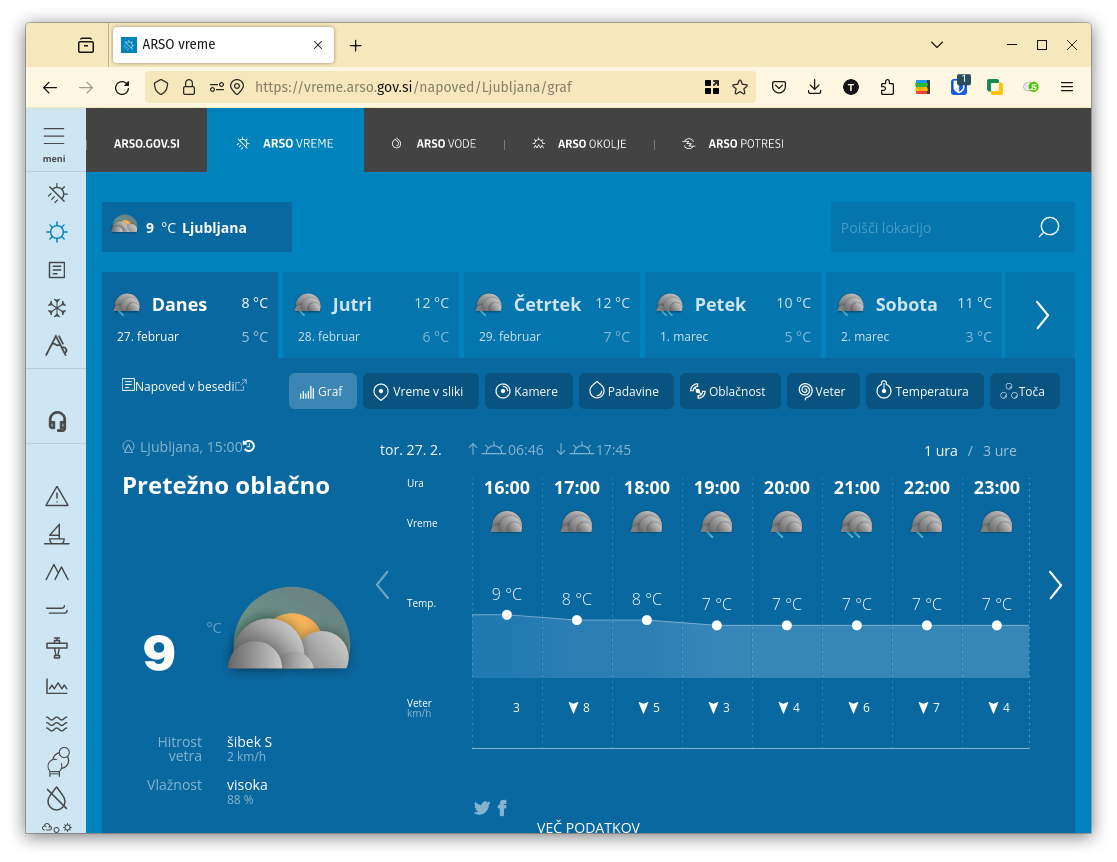 ARSO vreme
https://vreme.arso.gov.si/napoved/Ljubljana/graf
1
T
JS
meni
ARSO.GOV.SI
ARSO VREME
ARSO VODE
ARSO OKOLJE
ARSO POTRESI
9 °C Ljubljana
Poišči lokacijo
Danes 8 °C
27. februar 5 °C
Jutri 12 °C
28. februar 6 °C
Četrtek 12 °C
29. februar 7 °C
Petek 10 °C
1. marec 5 °C
Sobota 11 °C
2. marec 3 °C
Napoved v besedi
Graf
Vreme v sliki
Kamere
Padavine
Oblačnost
Veter
Temperatura
Toča
Ljubljana, 15:00
Pretežno oblačno
9 °C
Hitrost vetra
šibek S
2 km/h
Vlažnost
visoka
88 %
tor. 27. 2. 06:46 17:45
1 ura / 3 ure
Ura 16:00 17:00 18:00 19:00 20:00 21:00 22:00 23:00
Vreme
Temp. 9 °C 8 °C 8 °C 7 °C 7 °C 7 °C 7 °C 7 °C
Veter 3 8 5 3 4 6 7 4
km/h
VEČ PODATKOV